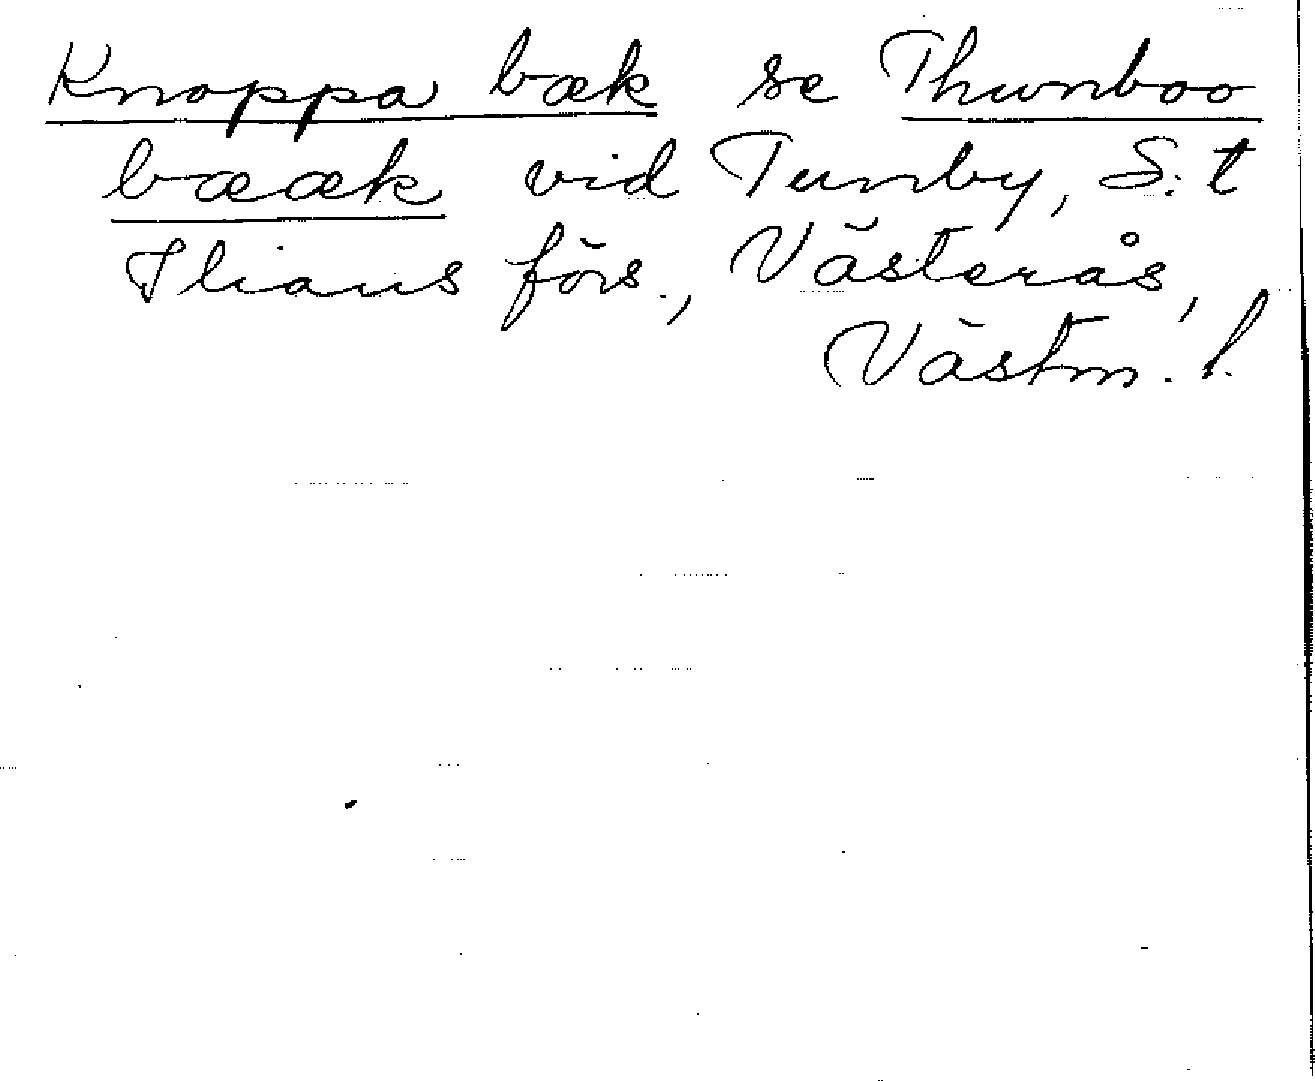 Knoppa bæk se Thunboo
bææk vid Tunby, S:t
Ilians förs., Västerås,
Västm. l.